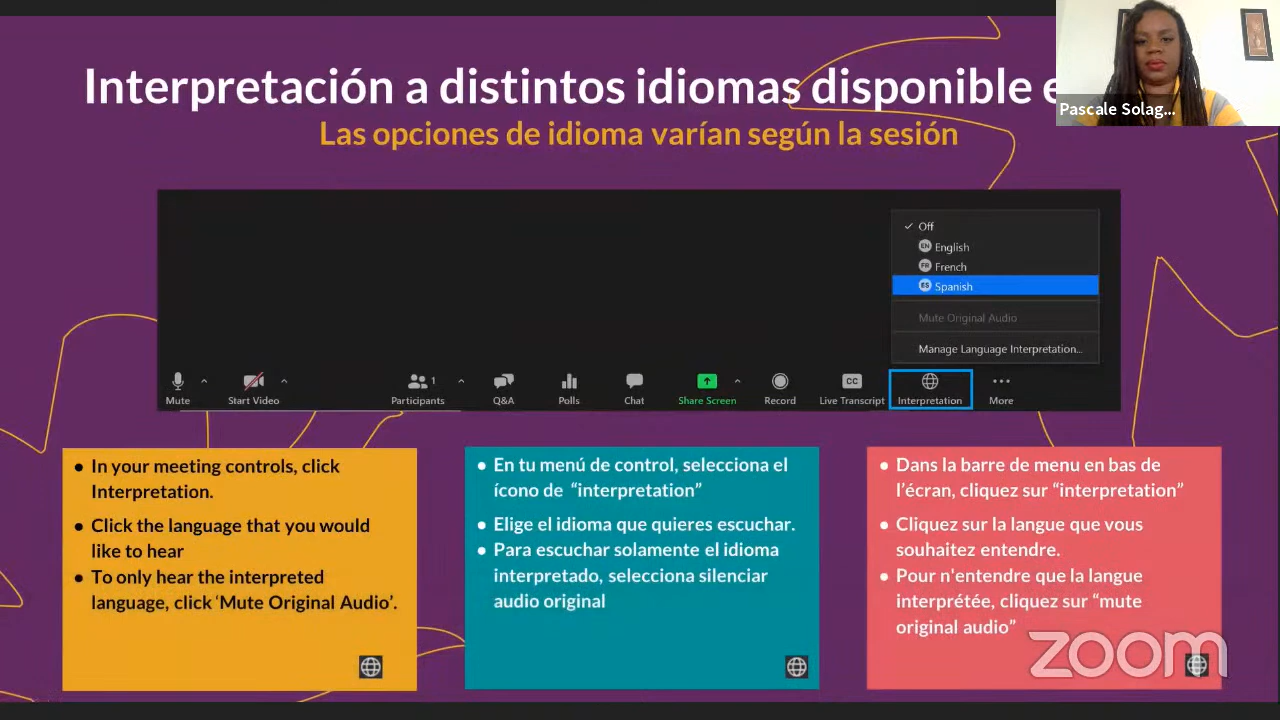 Interpretación a distintos idiomas disponible
Las opciones de idioma varían según la sesión
Pascale Solag...
Off
EN English
FR French
ES Spanish
Mute Original Audio
Manage Language Interpretation...
Mute
Start Video
Participants
1
Q&A
Polls
Chat
Share Screen
Record
CC
Live Transcript
Interpretation
More
• In your meeting controls, click
Interpretation.
• Click the language that you would
like to hear
• To only hear the interpreted
language, click ‘Mute Original Audio’.
• En tu menú de control, selecciona el
ícono de “interpretation”
• Elige el idioma que quieres escuchar.
• Para escuchar solamente el idioma
interpretado, selecciona silenciar
audio original
• Dans la barre de menu en bas de
l’écran, cliquez sur “interpretation”
• Cliquez sur la langue que vous
souhaitez entendre.
• Pour n'entendre que la langue
interprétée, cliquez sur “mute
original audio”
zoom